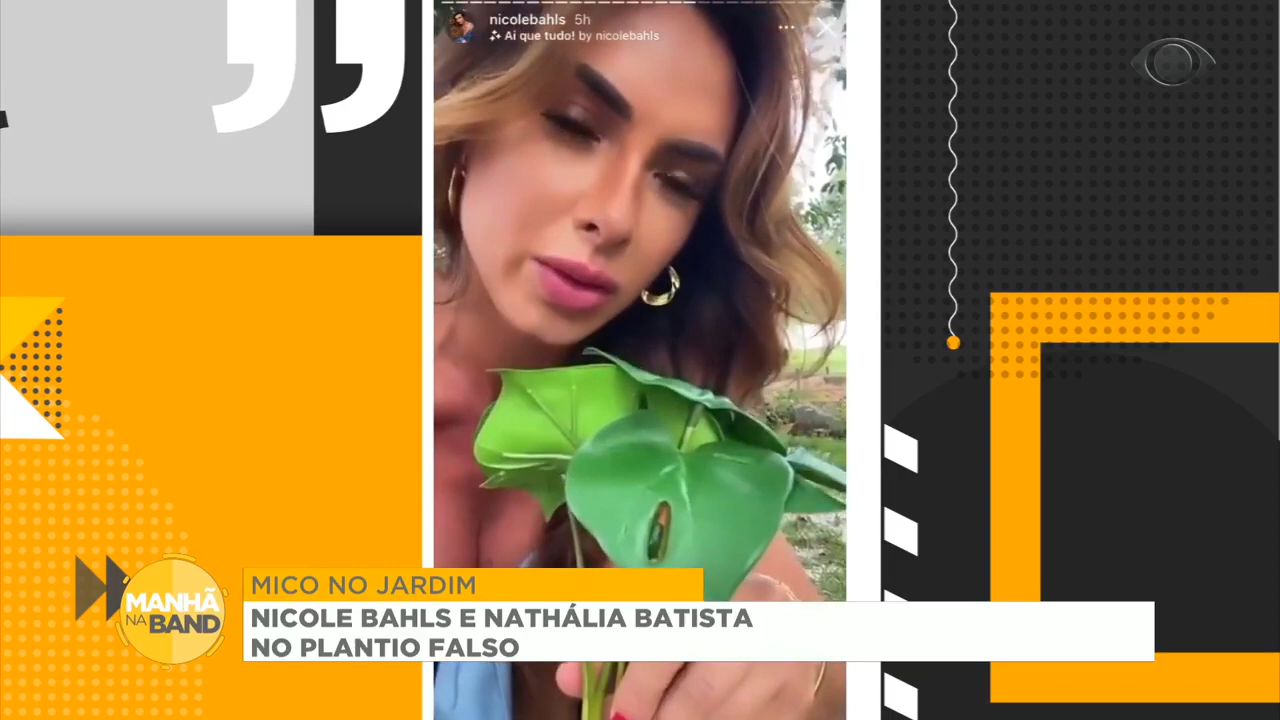 nicolebahls 5h
✨ Ai que tudo! by nicolebahls
MICO NO JARDIM
NICOLE BAHLS E NATHÁLIA BATISTA
NO PLANTIO FALSO
MANHÃ
NA BAND